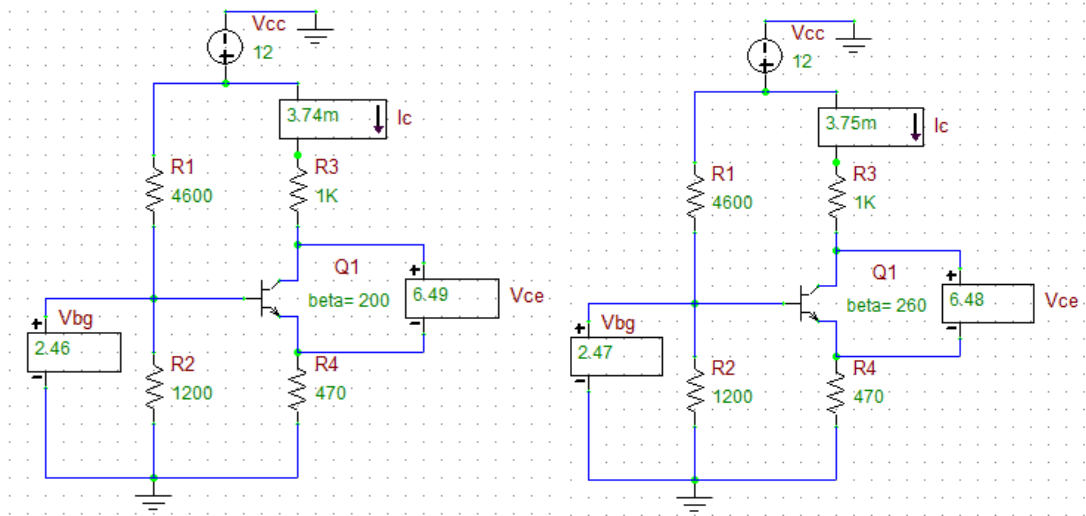 Vcc
12
3.74m
Ic
R1
4600
R3
1K
Q1
beta= 200
+
6.49
-
Vce
+
Vbg
2.46
-
R2
1200
R4
470
Vcc
12
3.75m
Ic
R1
4600
R3
1K
Q1
beta= 260
+
6.48
-
Vce
+
Vbg
2.47
-
R2
1200
R4
470